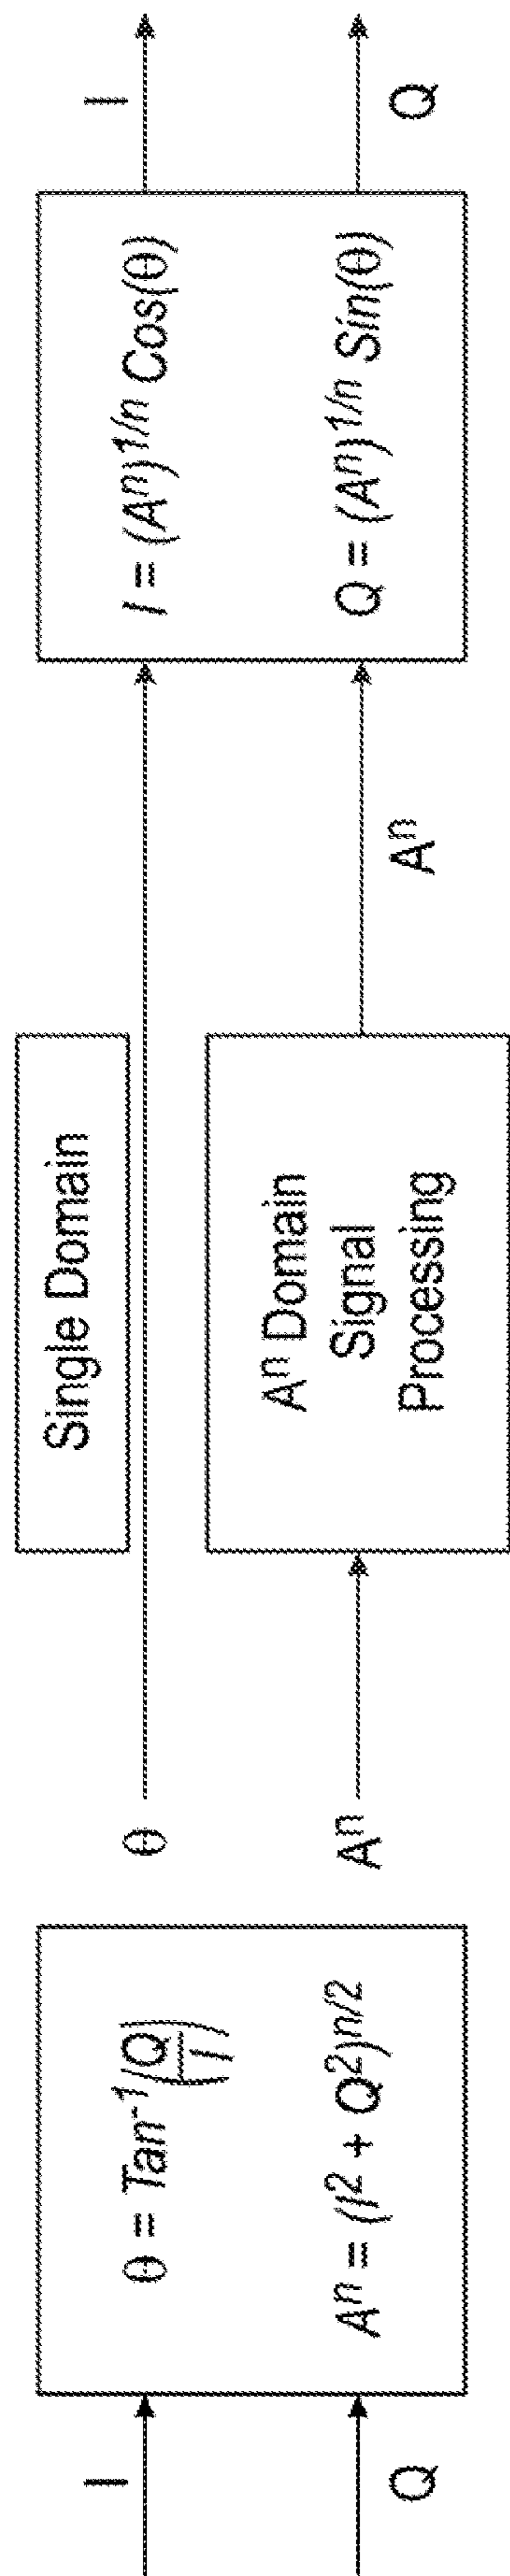 I
Q
θ = Tan⁻¹(Q/I)
Aⁿ = (I² + Q²)ⁿ/²
θ
Aⁿ
Single Domain
Aⁿ Domain
Signal
Processing
Aⁿ
I = (Aⁿ)¹/ⁿ Cos(θ)
Q = (Aⁿ)¹/ⁿ Sin(θ)
I
Q